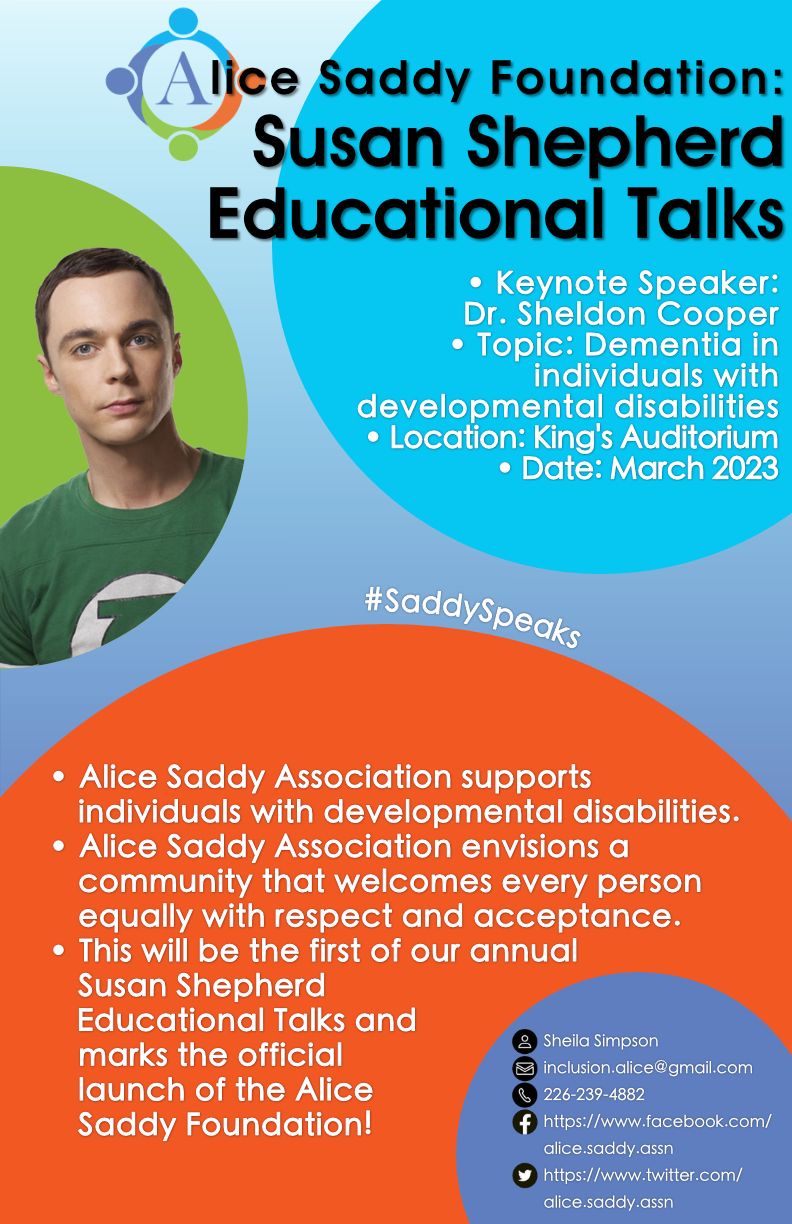 Alice Saddy Foundation:
Susan Shepherd
Educational Talks
• Keynote Speaker:
Dr. Sheldon Cooper
• Topic: Dementia in
individuals with
developmental disabilities
• Location: King's Auditorium
• Date: March 2023
#SaddySpeaks
• Alice Saddy Association supports
individuals with developmental disabilities.
• Alice Saddy Association envisions a
community that welcomes every person
equally with respect and acceptance.
• This will be the first of our annual
Susan Shepherd
Educational Talks and
marks the official
launch of the Alice
Saddy Foundation!
Sheila Simpson
inclusion.alice@gmail.com
226-239-4882
https://www.facebook.com/
alice.saddy.assn
https://www.twitter.com/
alice.saddy.assn